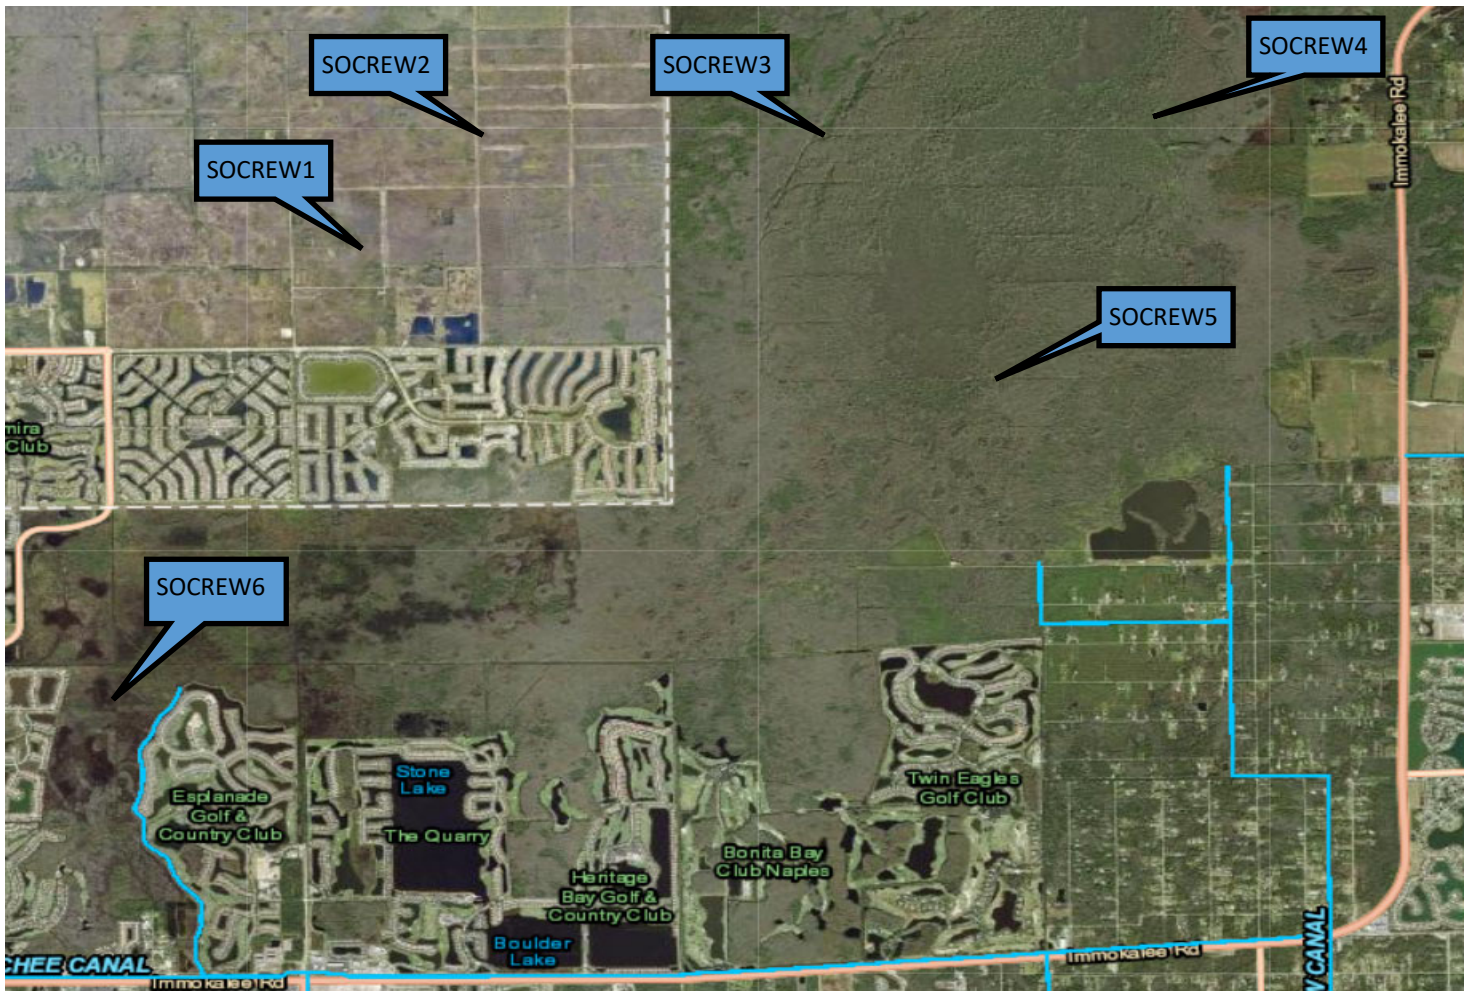 SOCREW4
SOCREW2
SOCREW3
Immokalee Rd
SOCREW1
SOCREW5
mira
Club
SOCREW6
Stone
Lake
Twin Eagles
Golf Club
Esplanade
Golf &
Country Club
The Quarry
Bonita Bay
Club Naples
Heritage
Bay Golf &
Country Club
Boulder
Lake
CHEE CANAL
Immokalee Rd
Immokalee Rd
W CANAL